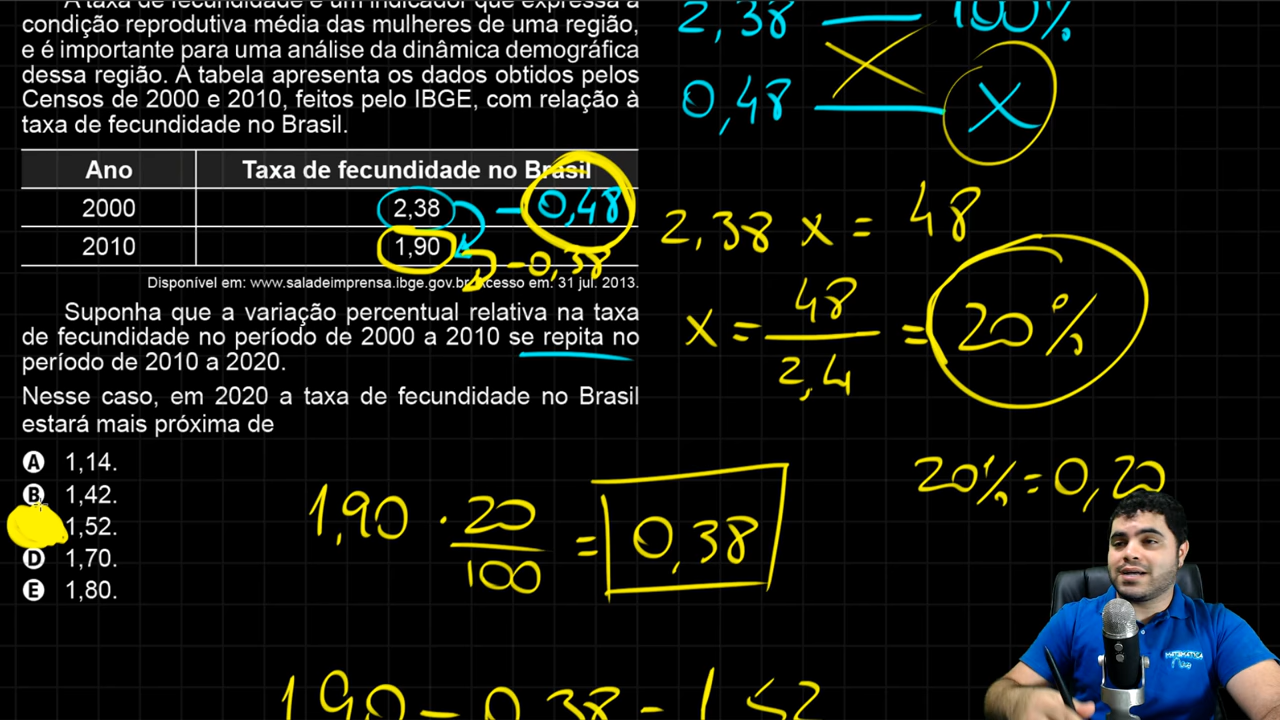 A taxa de fecundidade é um indicador que expressa a
condição reprodutiva média das mulheres de uma região,
e é importante para uma análise da dinâmica demográfica
dessa região. A tabela apresenta os dados obtidos pelos
Censos de 2000 e 2010, feitos pelo IBGE, com relação à
taxa de fecundidade no Brasil.
Ano Taxa de fecundidade no Brasil
2000 2,38 - 0,48
2010 1,90
- 0,38
Disponível em: www.saladeimprensa.ibge.gov.br. Acesso em: 31 jul. 2013.
Suponha que a variação percentual relativa na taxa
de fecundidade no período de 2000 a 2010 se repita no
período de 2010 a 2020.
Nesse caso, em 2020 a taxa de fecundidade no Brasil
estará mais próxima de
A 1,14.
B 1,42.
1,52.
D 1,70.
E 1,80.
2,38 100%
0,48 X
2,38 x = 48
x = 48/2,4 = 20%
20% = 0,20
1,90 . 20/100 = 0,38
1,90 - 0,38 = 1,52
MATEMÁTICA